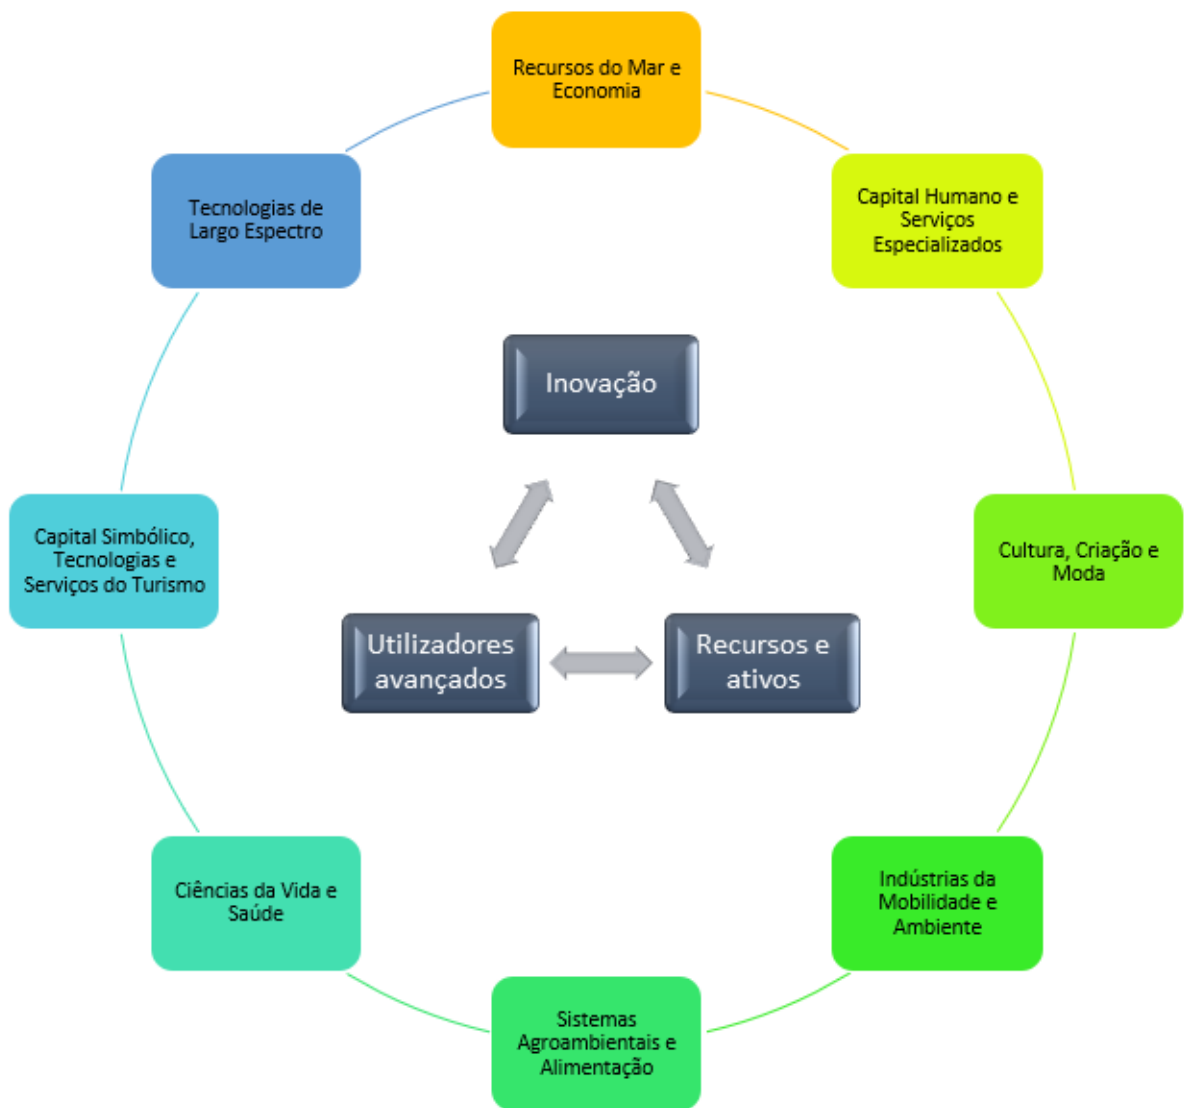 Recursos do Mar e
Economia
Capital Humano e
Serviços
Especializados
Cultura, Criação e
Moda
Indústrias da
Mobilidade e
Ambiente
Sistemas
Agroambientais e
Alimentação
Ciências da Vida e
Saúde
Capital Simbólico,
Tecnologias e
Serviços do Turismo
Tecnologias de
Largo Espectro
Inovação
Recursos e
ativos
Utilizadores
avançados